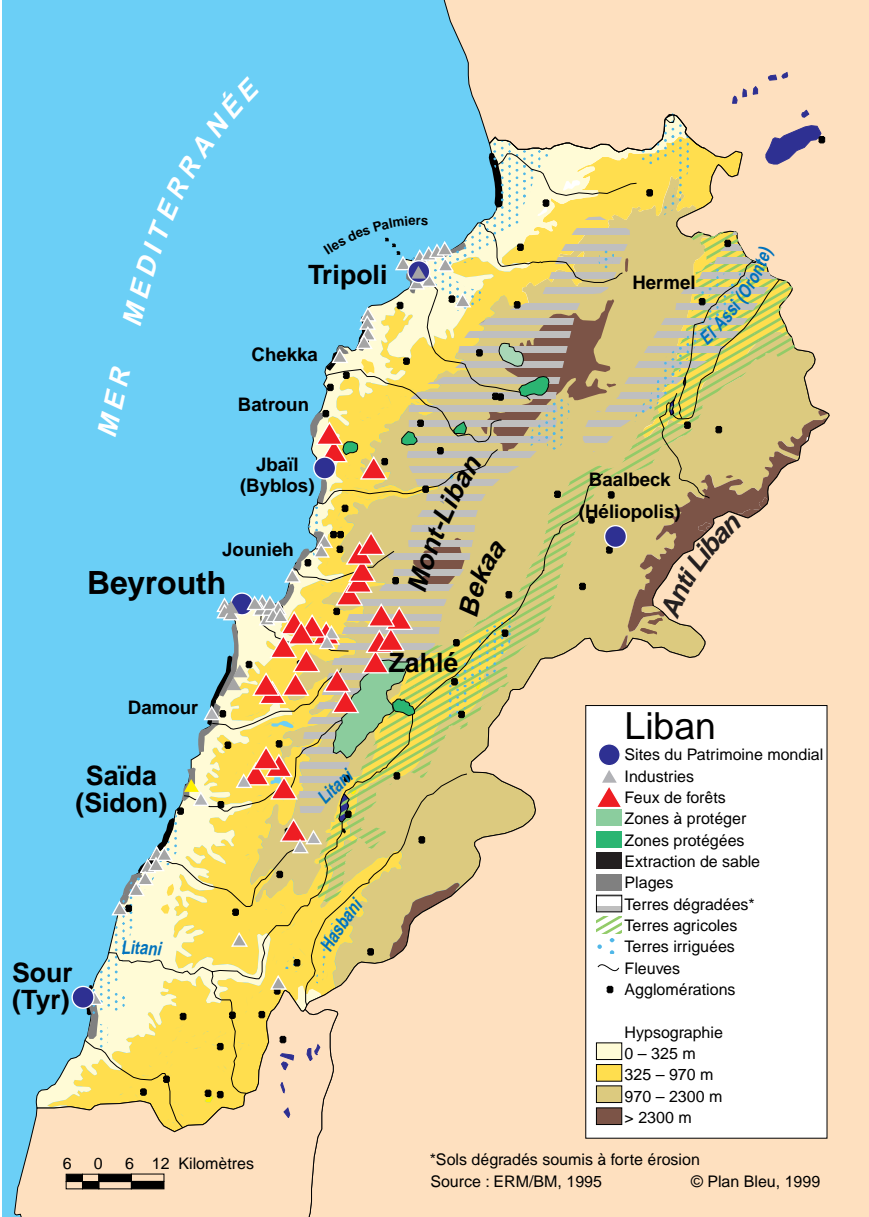 MER MEDITERRANÉE
Iles des Palmiers
Tripoli
Hermel
El Assi (Oronte)
Chekka
Batroun
Jbaïl
(Byblos)
Mont-Liban
Baalbeck
(Héliopolis)
Jounieh
Bekaa
Anti Liban
Beyrouth
Zahlé
Damour
Saïda
(Sidon)
Litani
Hasbani
Litani
Sour
(Tyr)
Liban
Sites du Patrimoine mondial
Industries
Feux de forêts
Zones à protéger
Zones protégées
Extraction de sable
Plages
Terres dégradées*
Terres agricoles
Terres irriguées
Fleuves
Agglomérations
Hypsographie
0 – 325 m
325 – 970 m
970 – 2300 m
> 2300 m
6 0 6 12 Kilomètres
*Sols dégradés soumis à forte érosion
Source : ERM/BM, 1995 © Plan Bleu, 1999